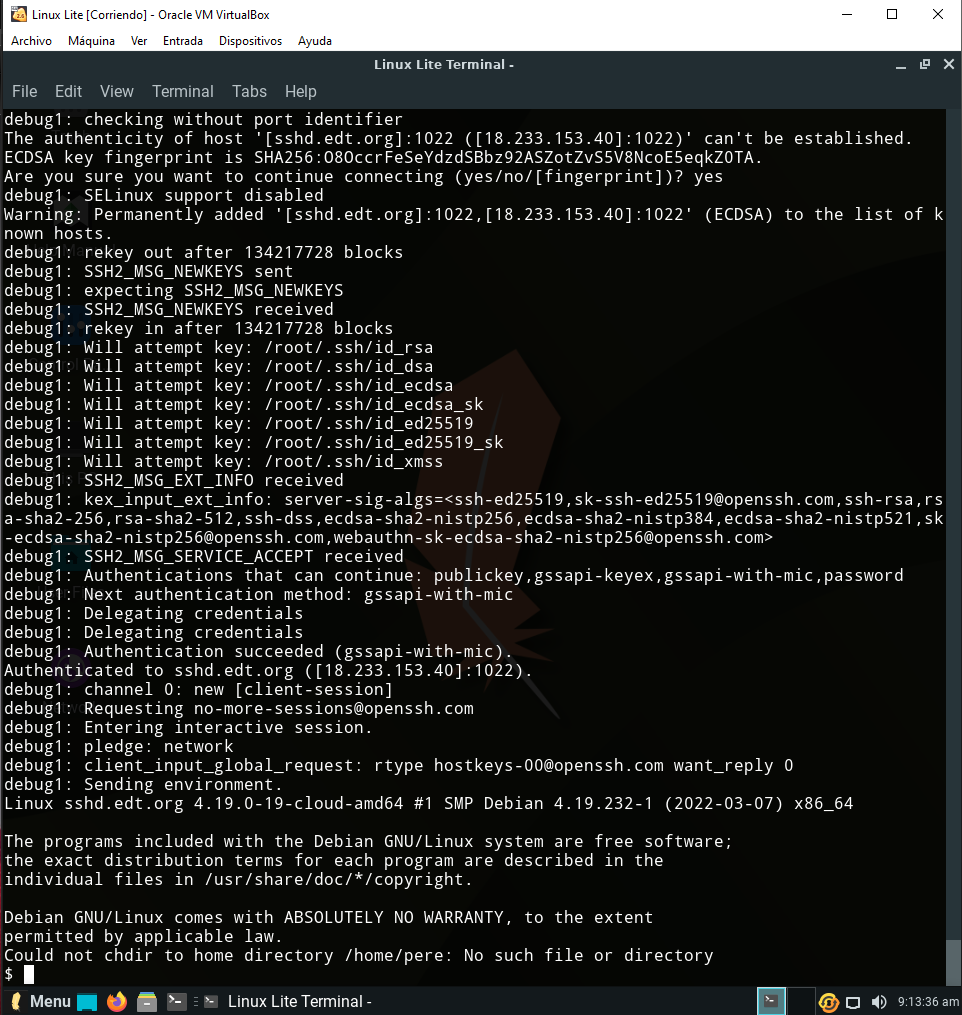 Linux Lite [Corriendo] - Oracle VM VirtualBox
Archivo Máquina Ver Entrada Dispositivos Ayuda
Linux Lite Terminal -
File Edit View Terminal Tabs Help
debug1: checking without port identifier
The authenticity of host '[sshd.edt.org]:1022 ([18.233.153.40]:1022)' can't be established.
ECDSA key fingerprint is SHA256:O8OccrFeSeYdzdSBbz92ASZotZvS5V8NcoE5eqkZOTA.
Are you sure you want to continue connecting (yes/no/[fingerprint])? yes
debug1: SELinux support disabled
Warning: Permanently added '[sshd.edt.org]:1022,[18.233.153.40]:1022' (ECDSA) to the list of k
nown hosts.
debug1: rekey out after 134217728 blocks
debug1: SSH2_MSG_NEWKEYS sent
debug1: expecting SSH2_MSG_NEWKEYS
debug1: SSH2_MSG_NEWKEYS received
debug1: rekey in after 134217728 blocks
debug1: Will attempt key: /root/.ssh/id_rsa
debug1: Will attempt key: /root/.ssh/id_dsa
debug1: Will attempt key: /root/.ssh/id_ecdsa
debug1: Will attempt key: /root/.ssh/id_ecdsa_sk
debug1: Will attempt key: /root/.ssh/id_ed25519
debug1: Will attempt key: /root/.ssh/id_ed25519_sk
debug1: Will attempt key: /root/.ssh/id_xmss
debug1: SSH2_MSG_EXT_INFO received
debug1: kex_input_ext_info: server-sig-algs=<ssh-ed25519,sk-ssh-ed25519@openssh.com,ssh-rsa,rs
a-sha2-256,rsa-sha2-512,ssh-dss,ecdsa-sha2-nistp256,ecdsa-sha2-nistp384,ecdsa-sha2-nistp521,sk
-ecdsa-sha2-nistp256@openssh.com,webauthn-sk-ecdsa-sha2-nistp256@openssh.com>
debug1: SSH2_MSG_SERVICE_ACCEPT received
debug1: Authentications that can continue: publickey,gssapi-keyex,gssapi-with-mic,password
debug1: Next authentication method: gssapi-with-mic
debug1: Delegating credentials
debug1: Delegating credentials
debug1: Authentication succeeded (gssapi-with-mic).
Authenticated to sshd.edt.org ([18.233.153.40]:1022).
debug1: channel 0: new [client-session]
debug1: Requesting no-more-sessions@openssh.com
debug1: Entering interactive session.
debug1: pledge: network
debug1: client_input_global_request: rtype hostkeys-00@openssh.com want_reply 0
debug1: Sending environment.
Linux sshd.edt.org 4.19.0-19-cloud-amd64 #1 SMP Debian 4.19.232-1 (2022-03-07) x86_64
The programs included with the Debian GNU/Linux system are free software;
the exact distribution terms for each program are described in the
individual files in /usr/share/doc/*/copyright.
Debian GNU/Linux comes with ABSOLUTELY NO WARRANTY, to the extent
permitted by applicable law.
Could not chdir to home directory /home/pere: No such file or directory
$
Menu Linux Lite Terminal - 9:13:36 am